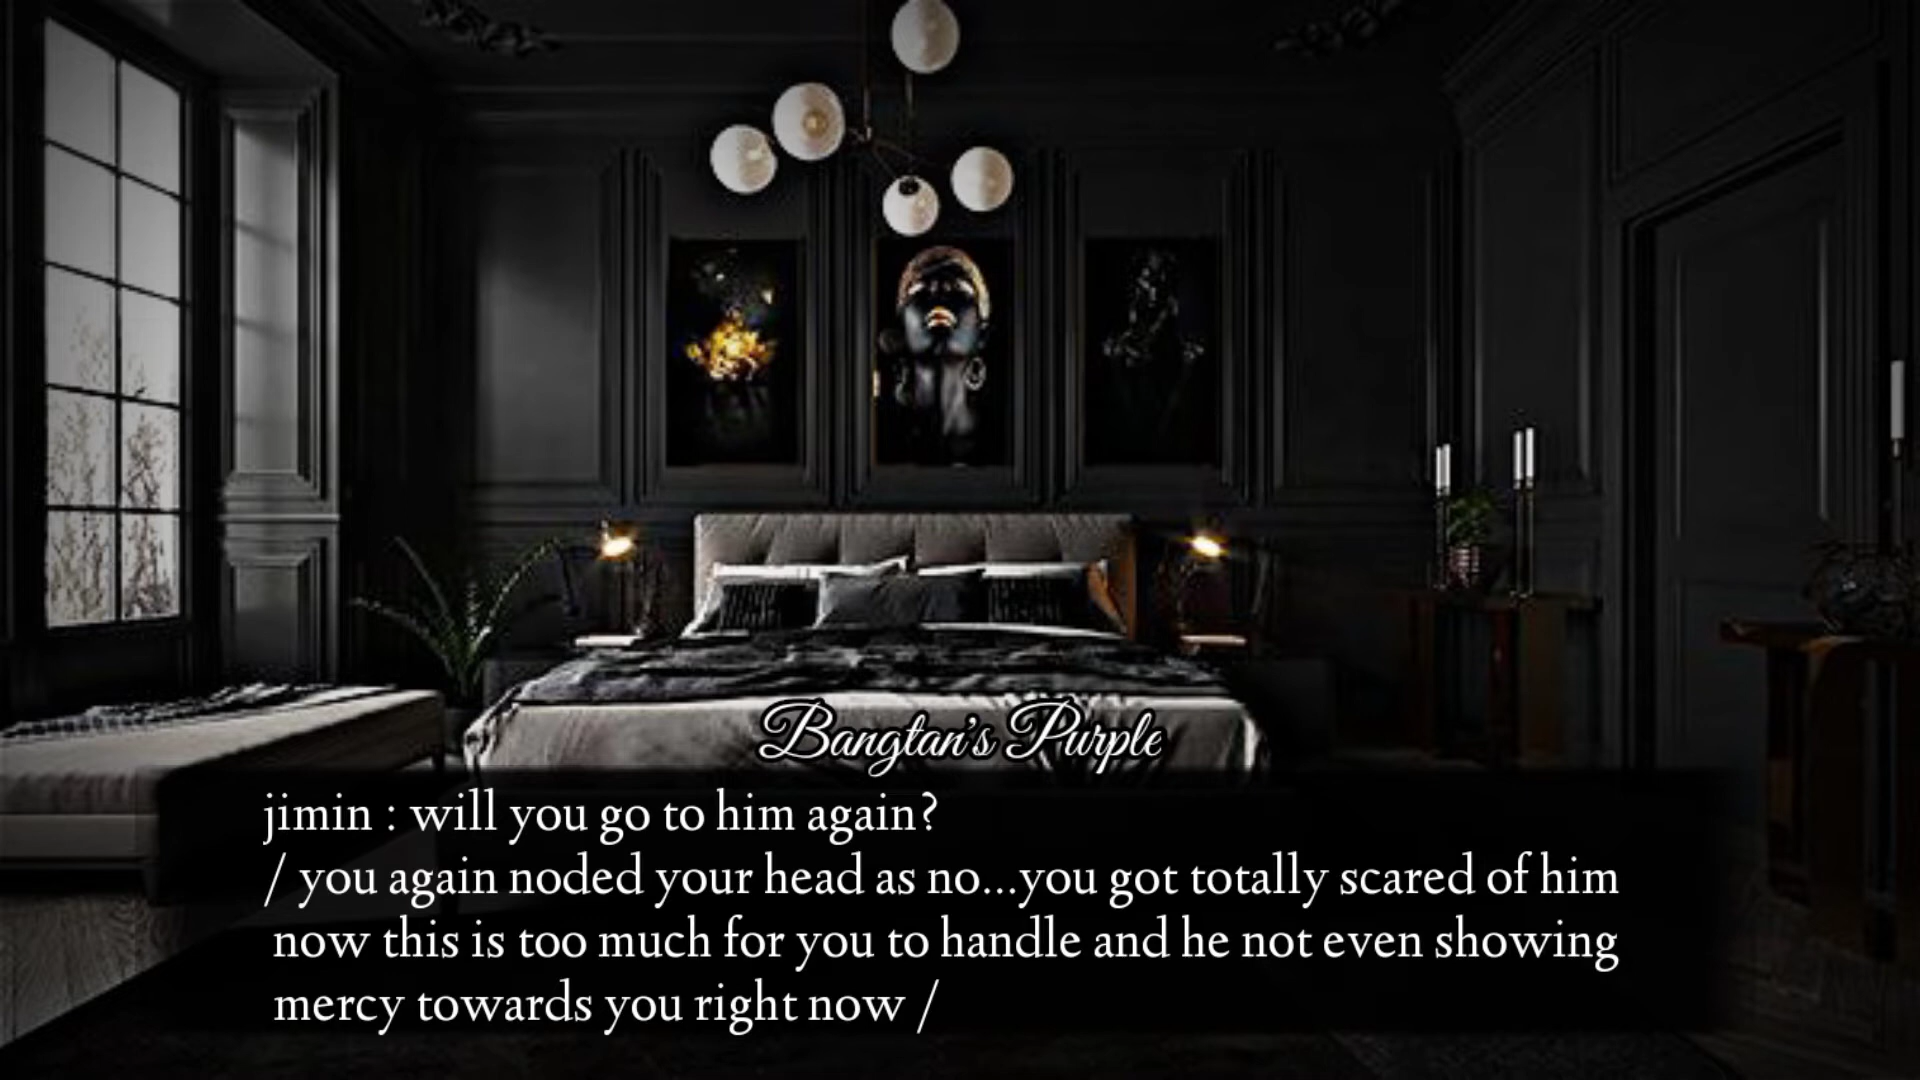 Bangtan's Purple
jimin : will you go to him again?
/ you again noded your head as no...you got totally scared of him
now this is too much for you to handle and he not even showing
mercy towards you right now /